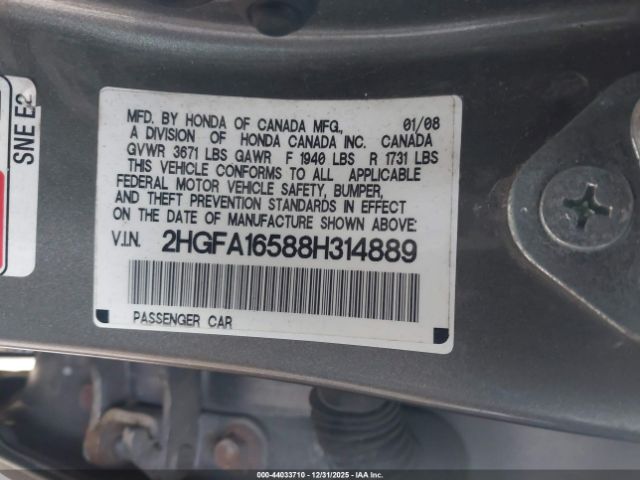 SNE E2
MFD. BY HONDA OF CANADA MFG., 01/08
A DIVISION OF HONDA CANADA INC. CANADA
GVWR 3671 LBS GAWR F 1940 LBS R 1731 LBS
THIS VEHICLE CONFORMS TO ALL APPLICABLE
FEDERAL MOTOR VEHICLE SAFETY, BUMPER,
AND THEFT PREVENTION STANDARDS IN EFFECT
ON THE DATE OF MANUFACTURE SHOWN ABOVE:
V.I.N. 2HGFA16588H314889
PASSENGER CAR
000-44033710 - 12/31/2025 - IAA Inc.